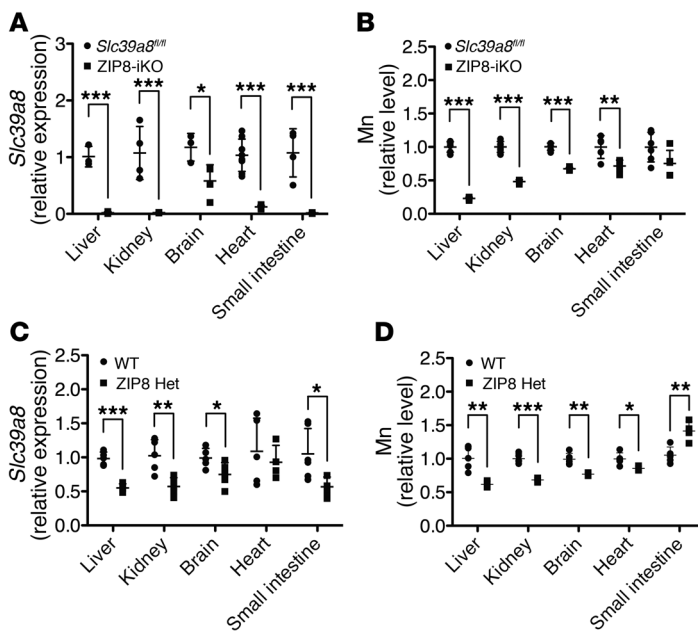 A
Slc39a8
(relative expression)
3
2
1
0
Slc39a8fl/fl
ZIP8-iKO
***
***
*
***
***
Liver
Kidney
Brain
Heart
Small intestine
B
Mn
(relative level)
2.5
2.0
1.5
1.0
0.5
0.0
Slc39a8fl/fl
ZIP8-iKO
***
***
***
**
Liver
Kidney
Brain
Heart
Small intestine
C
Slc39a8
(relative expression)
2.5
2.0
1.5
1.0
0.5
0.0
WT
ZIP8 Het
***
**
*
*
Liver
Kidney
Brain
Heart
Small intestine
D
Mn
(relative level)
2.5
2.0
1.5
1.0
0.5
0.0
WT
ZIP8 Het
**
***
**
*
**
Liver
Kidney
Brain
Heart
Small intestine